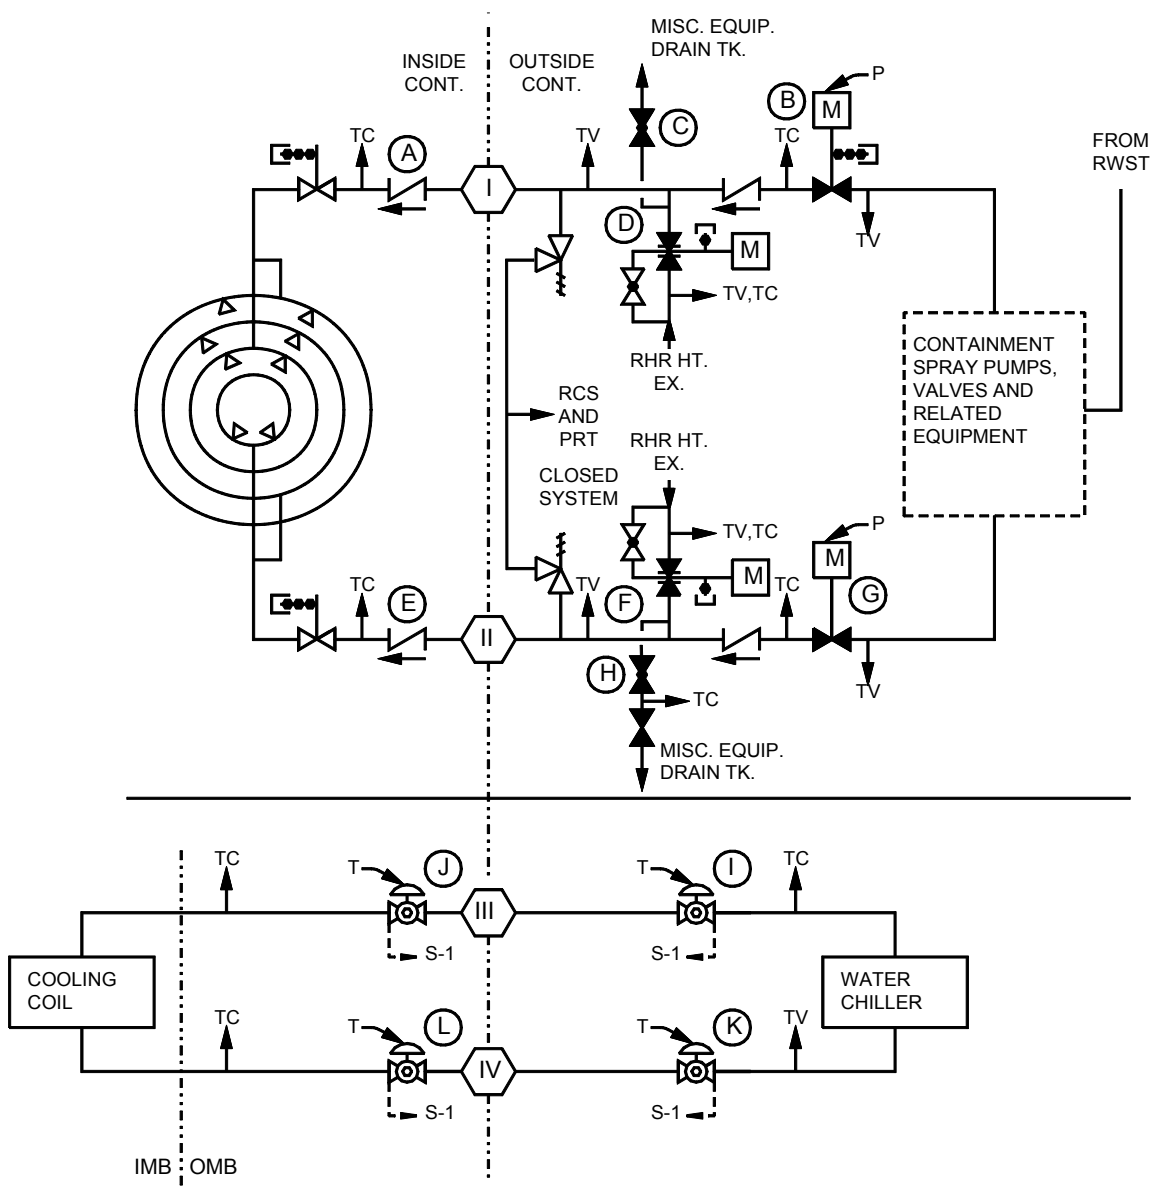 MISC. EQUIP.
DRAIN TK.
INSIDE
CONT.
OUTSIDE
CONT.
P
B
M
C
FROM
RWST
TC
A
TV
TC
I
D
TV
M
TV,TC
RHR HT.
EX.
CONTAINMENT
SPRAY PUMPS,
VALVES AND
RELATED
EQUIPMENT
RCS
AND
PRT
RHR HT.
EX.
CLOSED
SYSTEM
TV,TC
P
M
M
TC
E
TV
F
TC
G
II
H
TC
TV
MISC. EQUIP.
DRAIN TK.
TC
T
J
T
I
TC
III
S-1
S-1
COOLING
COIL
WATER
CHILLER
TC
T
L
T
K
TV
IV
S-1
S-1
IMB
OMB